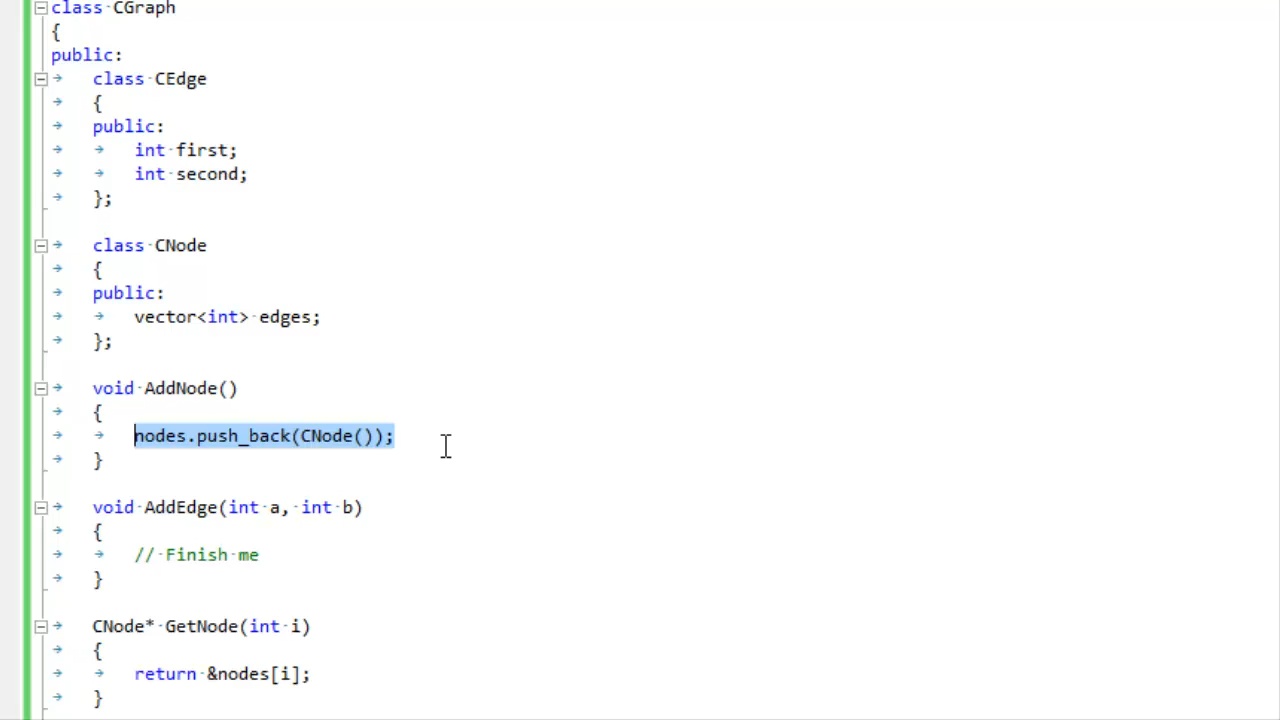 class CGraph
{
public:
class CEdge
{
public:
int first;
int second;
};
class CNode
{
public:
vector<int> edges;
};
void AddNode()
{
nodes.push_back(CNode());
}
void AddEdge(int a, int b)
{
// Finish me
}
CNode* GetNode(int i)
{
return &nodes[i];
}